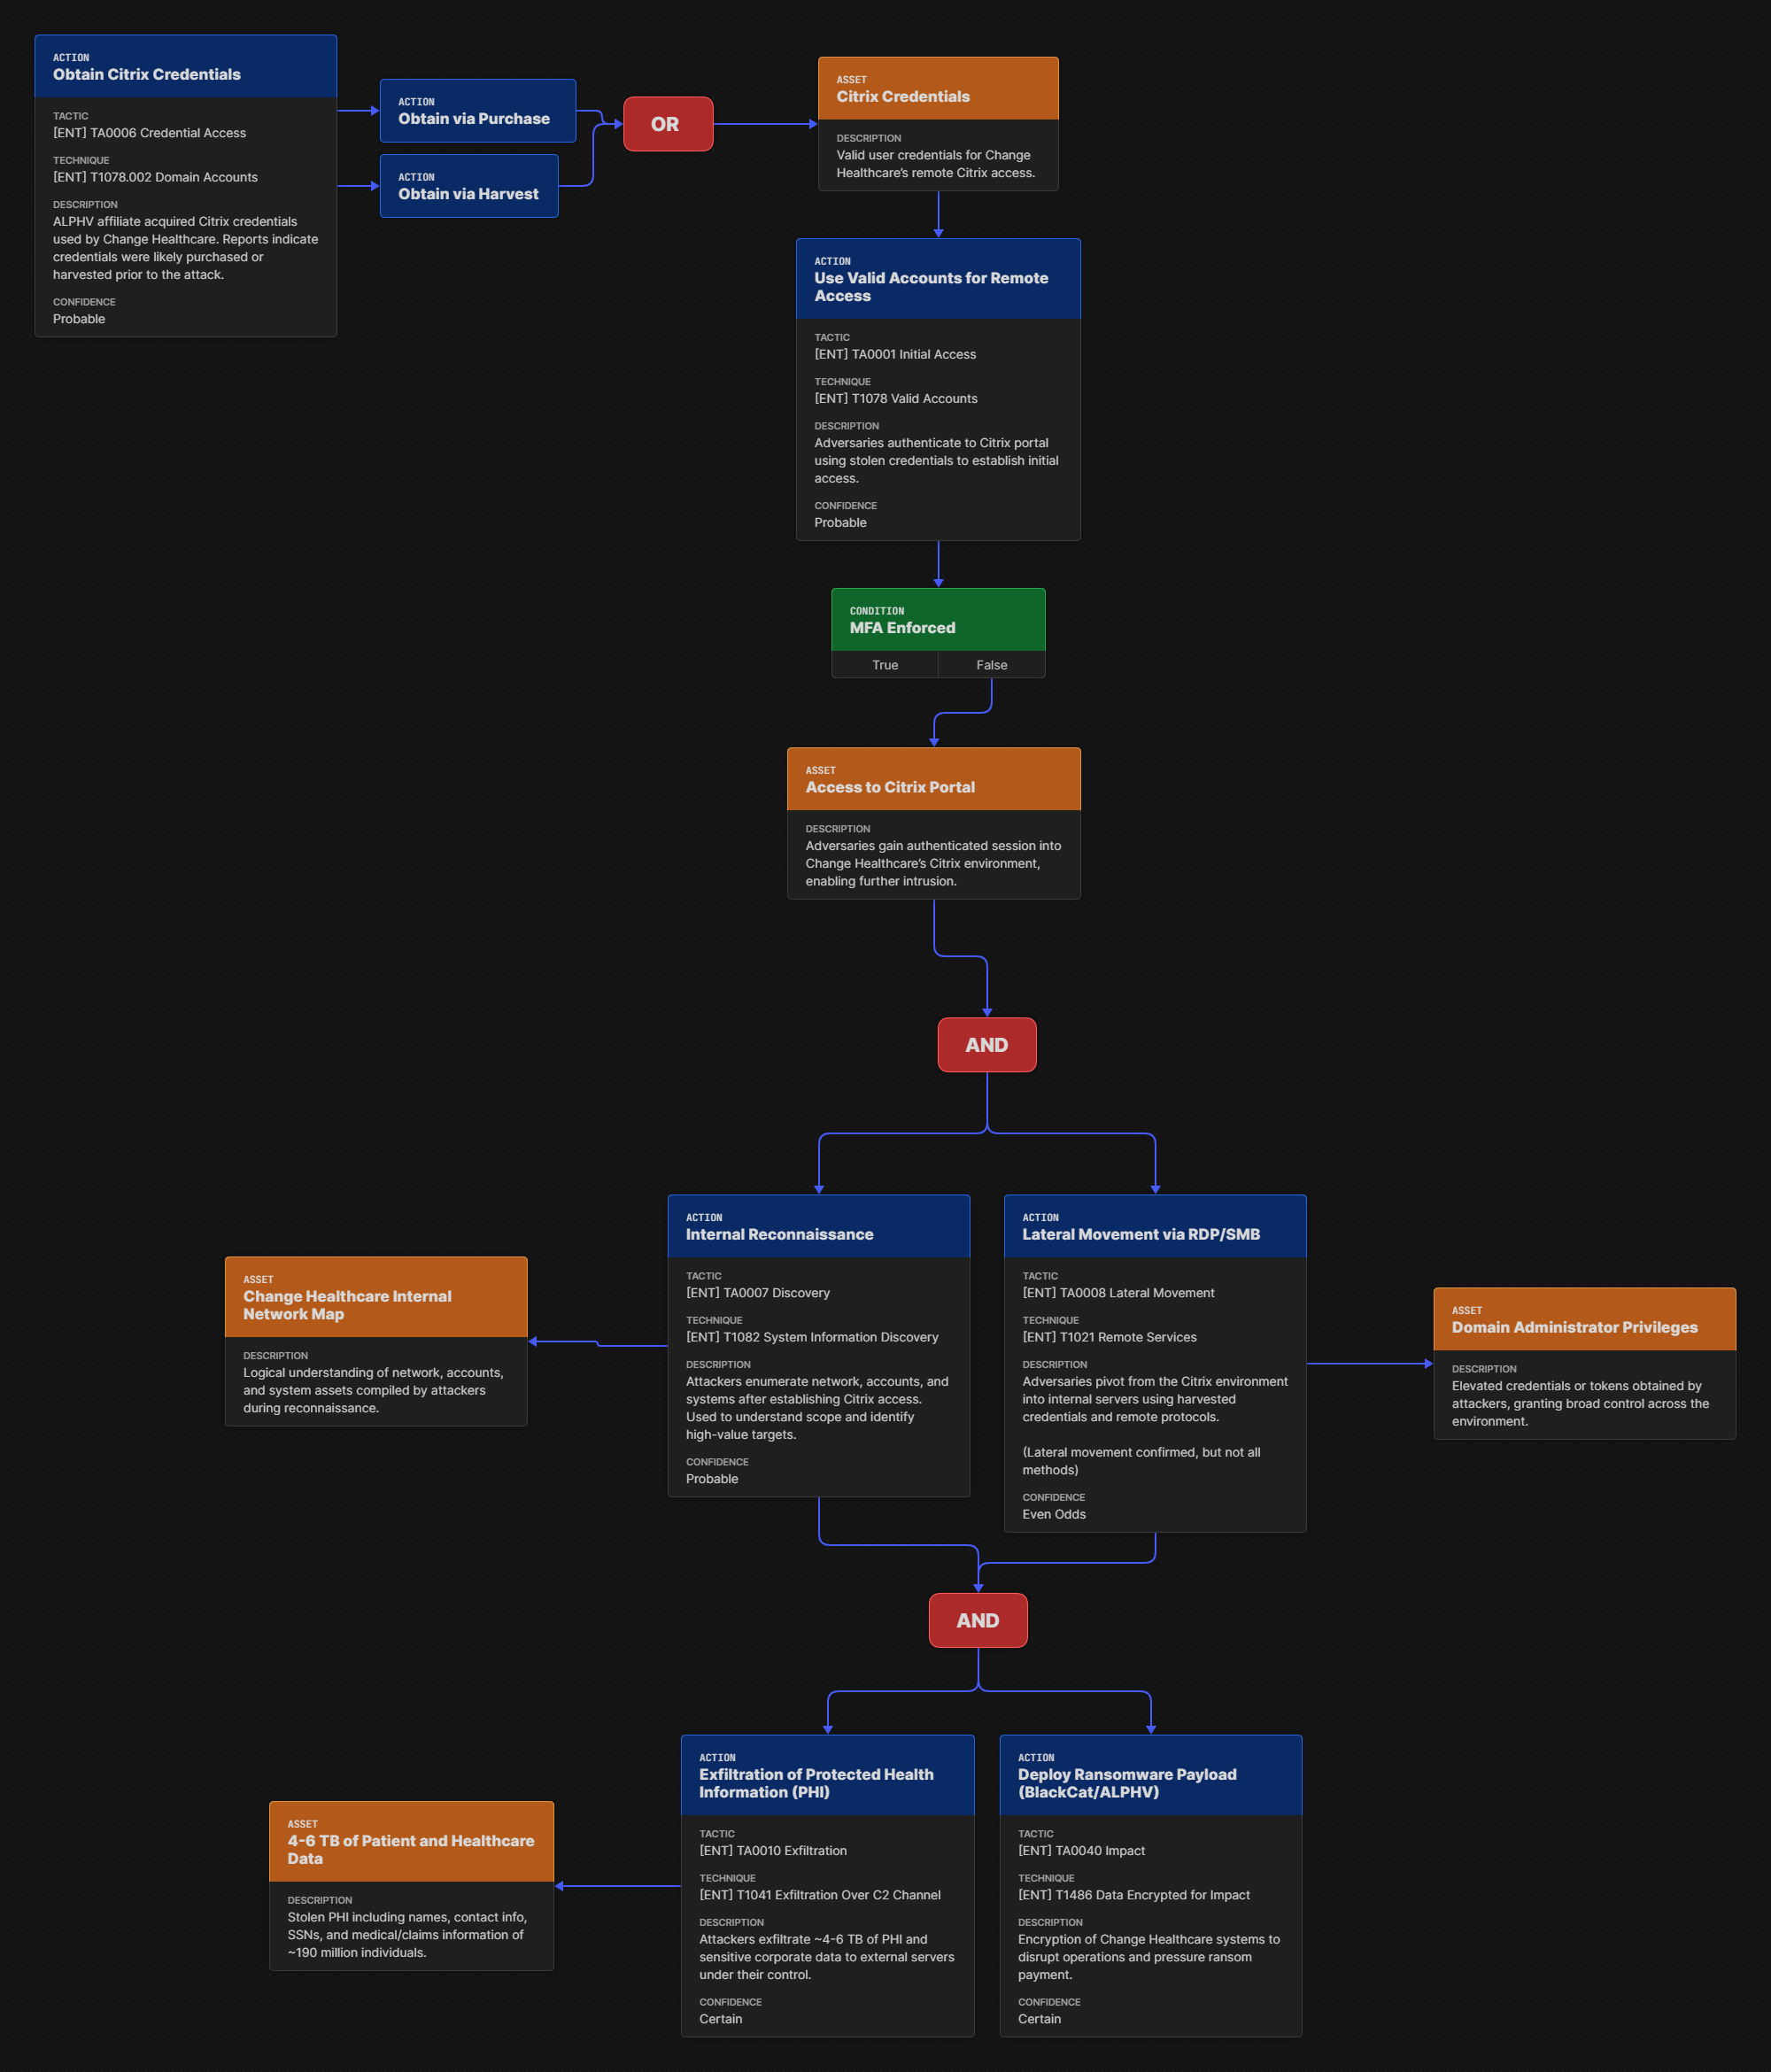 ACTION
Obtain Citrix Credentials
TACTIC
[ENT] TA0006 Credential Access
TECHNIQUE
[ENT] T1078.002 Domain Accounts
DESCRIPTION
ALPHV affiliate acquired Citrix credentials
used by Change Healthcare. Reports indicate
credentials were likely purchased or
harvested prior to the attack.
CONFIDENCE
Probable
ACTION
Obtain via Purchase
ACTION
Obtain via Harvest
OR
ASSET
Citrix Credentials
DESCRIPTION
Valid user credentials for Change
Healthcare’s remote Citrix access.
ACTION
Use Valid Accounts for Remote
Access
TACTIC
[ENT] TA0001 Initial Access
TECHNIQUE
[ENT] T1078 Valid Accounts
DESCRIPTION
Adversaries authenticate to Citrix portal
using stolen credentials to establish initial
access.
CONFIDENCE
Probable
CONDITION
MFA Enforced
True False
ASSET
Access to Citrix Portal
DESCRIPTION
Adversaries gain authenticated session into
Change Healthcare’s Citrix environment,
enabling further intrusion.
AND
ACTION
Internal Reconnaissance
TACTIC
[ENT] TA0007 Discovery
TECHNIQUE
[ENT] T1082 System Information Discovery
DESCRIPTION
Attackers enumerate network, accounts, and
systems after establishing Citrix access.
Used to understand scope and identify
high-value targets.
CONFIDENCE
Probable
ASSET
Change Healthcare Internal
Network Map
DESCRIPTION
Logical understanding of network, accounts,
and system assets compiled by attackers
during reconnaissance.
ACTION
Lateral Movement via RDP/SMB
TACTIC
[ENT] TA0008 Lateral Movement
TECHNIQUE
[ENT] T1021 Remote Services
DESCRIPTION
Adversaries pivot from the Citrix environment
into internal servers using harvested
credentials and remote protocols.
(Lateral movement confirmed, but not all
methods)
CONFIDENCE
Even Odds
ASSET
Domain Administrator Privileges
DESCRIPTION
Elevated credentials or tokens obtained by
attackers, granting broad control across the
environment.
AND
ACTION
Exfiltration of Protected Health
Information (PHI)
TACTIC
[ENT] TA0010 Exfiltration
TECHNIQUE
[ENT] T1041 Exfiltration Over C2 Channel
DESCRIPTION
Attackers exfiltrate ~4-6 TB of PHI and
sensitive corporate data to external servers
under their control.
CONFIDENCE
Certain
ASSET
4-6 TB of Patient and Healthcare
Data
DESCRIPTION
Stolen PHI including names, contact info,
SSNs, and medical/claims information of
~190 million individuals.
ACTION
Deploy Ransomware Payload
(BlackCat/ALPHV)
TACTIC
[ENT] TA0040 Impact
TECHNIQUE
[ENT] T1486 Data Encrypted for Impact
DESCRIPTION
Encryption of Change Healthcare systems to
disrupt operations and pressure ransom
payment.
CONFIDENCE
Certain